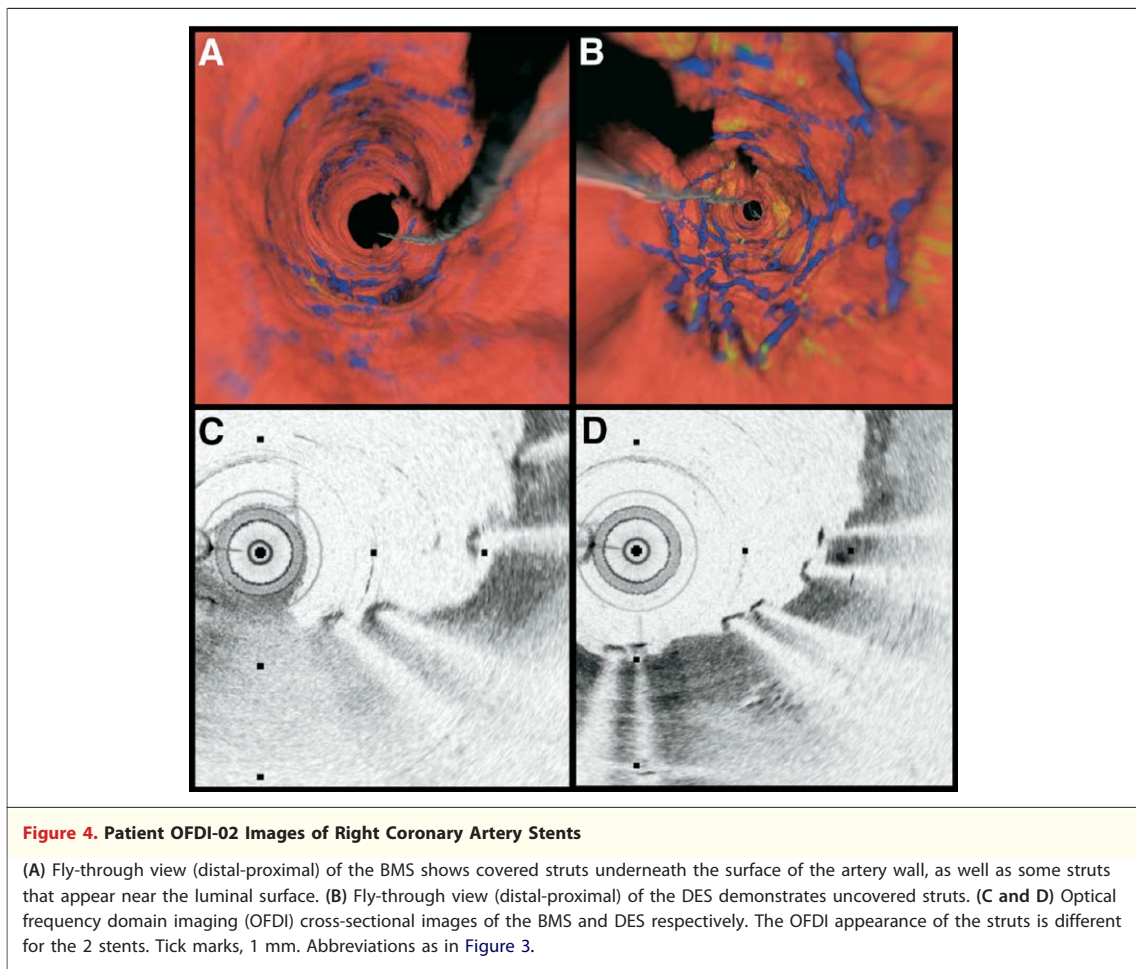 A
B
C
D
Figure 4. Patient OFDI-02 Images of Right Coronary Artery Stents
(A) Fly-through view (distal-proximal) of the BMS shows covered struts underneath the surface of the artery wall, as well as some struts
that appear near the luminal surface. (B) Fly-through view (distal-proximal) of the DES demonstrates uncovered struts. (C and D) Optical
frequency domain imaging (OFDI) cross-sectional images of the BMS and DES respectively. The OFDI appearance of the struts is different
for the 2 stents. Tick marks, 1 mm. Abbreviations as in Figure 3.